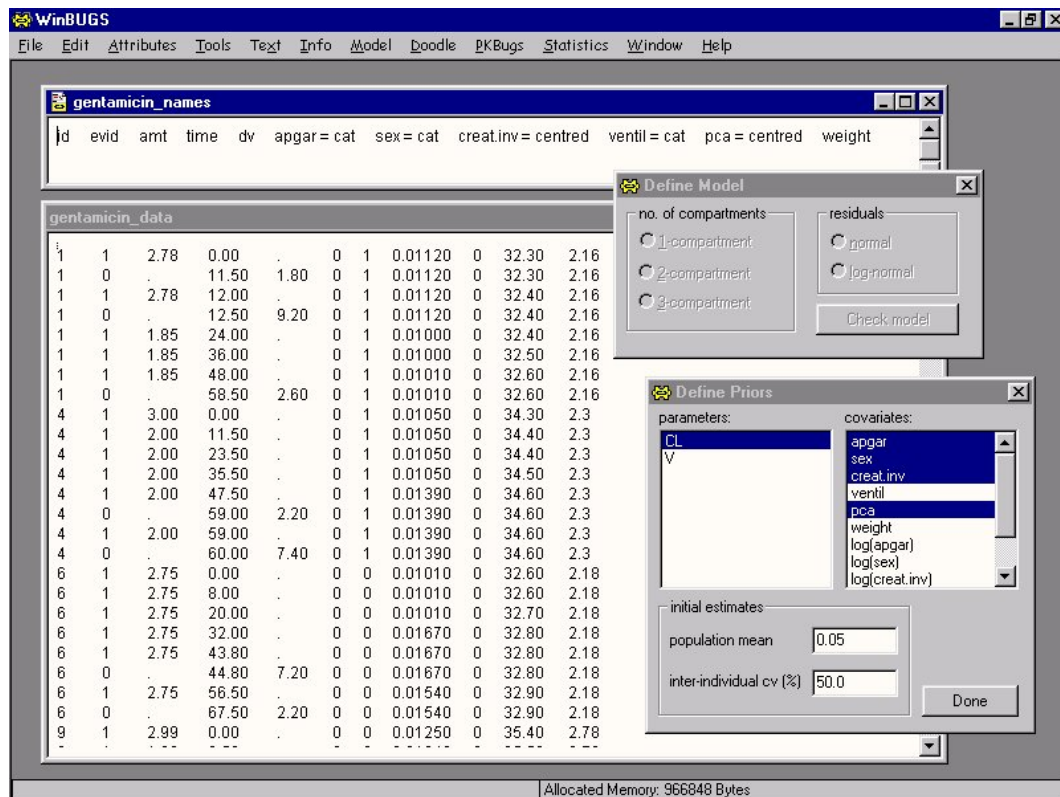 WinBUGS
File Edit Attributes Tools Text Info Model Doodle PKBugs Statistics Window Help
gentamicin_names
id evid amt time dv apgar = cat sex = cat creat.inv = centred ventil = cat pca = centred weight
gentamicin_data
1 1 2.78 0.00 . 0 1 0.01120 0 32.30 2.16
1 0 . 11.50 1.80 0 1 0.01120 0 32.30 2.16
1 1 2.78 12.00 . 0 1 0.01120 0 32.40 2.16
1 0 . 12.50 9.20 0 1 0.01120 0 32.40 2.16
1 1 1.85 24.00 . 0 1 0.01000 0 32.40 2.16
1 1 1.85 36.00 . 0 1 0.01000 0 32.50 2.16
1 1 1.85 48.00 . 0 1 0.01010 0 32.60 2.16
1 0 . 58.50 2.60 0 1 0.01010 0 32.60 2.16
4 1 3.00 0.00 . 0 1 0.01050 0 34.30 2.3
4 1 2.00 11.50 . 0 1 0.01050 0 34.40 2.3
4 1 2.00 23.50 . 0 1 0.01050 0 34.40 2.3
4 1 2.00 35.50 . 0 1 0.01050 0 34.50 2.3
4 1 2.00 47.50 . 0 1 0.01390 0 34.60 2.3
4 0 . 59.00 2.20 0 1 0.01390 0 34.60 2.3
4 1 2.00 59.00 . 0 1 0.01390 0 34.60 2.3
4 0 . 60.00 7.40 0 1 0.01390 0 34.60 2.3
6 1 2.75 0.00 . 0 0 0.01010 0 32.60 2.18
6 1 2.75 8.00 . 0 0 0.01010 0 32.60 2.18
6 1 2.75 20.00 . 0 0 0.01010 0 32.70 2.18
6 1 2.75 32.00 . 0 0 0.01670 0 32.80 2.18
6 1 2.75 43.80 . 0 0 0.01670 0 32.80 2.18
6 0 . 44.80 7.20 0 0 0.01670 0 32.80 2.18
6 1 2.75 56.50 . 0 0 0.01540 0 32.90 2.18
6 0 . 67.50 2.20 0 0 0.01540 0 32.90 2.18
9 1 2.99 0.00 . 0 0 0.01250 0 35.40 2.78
Define Model
no. of compartments
1-compartment
2-compartment
3-compartment
residuals
normal
log-normal
Check model
Define Priors
parameters:
CL
V
covariates:
apgar
sex
creat.inv
ventil
pca
weight
log(apgar)
log(sex)
log(creat.inv)
initial estimates
population mean 0.05
inter-individual cv (%) 50.0
Done
Allocated Memory: 966848 Bytes